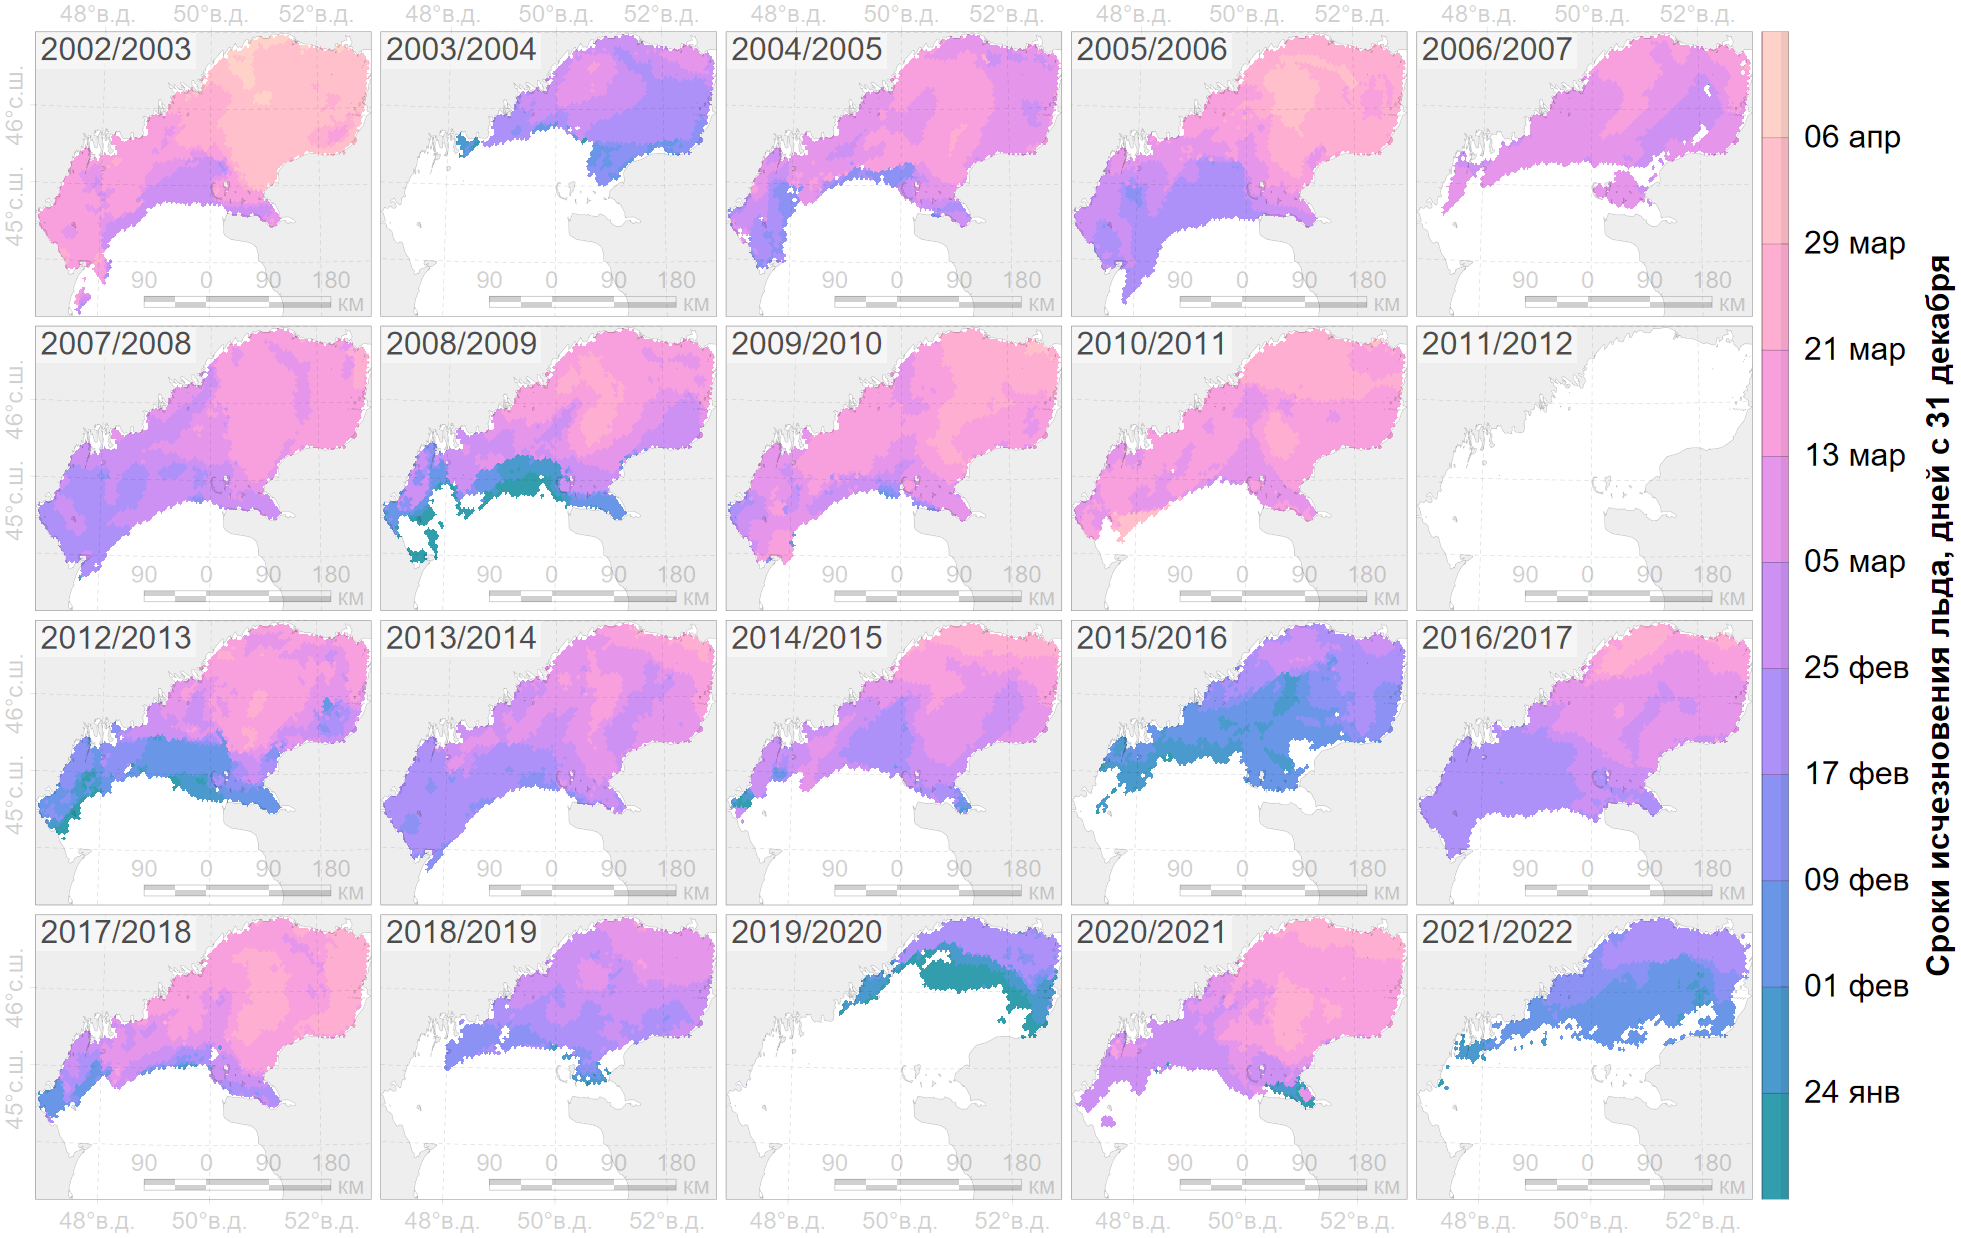 48°в.д. 50°в.д. 52°в.д. 48°в.д. 50°в.д. 52°в.д. 48°в.д. 50°в.д. 52°в.д. 48°в.д. 50°в.д. 52°в.д. 48°в.д. 50°в.д. 52°в.д.
46°с.ш.
45°с.ш.
2002/2003
90 0 90 180
КМ
2003/2004
90 0 90 180
КМ
2004/2005
90 0 90 180
КМ
2005/2006
90 0 90 180
КМ
2006/2007
90 0 90 180
КМ
46°с.ш.
45°с.ш.
2007/2008
90 0 90 180
КМ
2008/2009
90 0 90 180
КМ
2009/2010
90 0 90 180
КМ
2010/2011
90 0 90 180
КМ
2011/2012
90 0 90 180
КМ
46°с.ш.
45°с.ш.
2012/2013
90 0 90 180
КМ
2013/2014
90 0 90 180
КМ
2014/2015
90 0 90 180
КМ
2015/2016
90 0 90 180
КМ
2016/2017
90 0 90 180
КМ
46°с.ш.
45°с.ш.
2017/2018
90 0 90 180
КМ
2018/2019
90 0 90 180
КМ
2019/2020
90 0 90 180
КМ
2020/2021
90 0 90 180
КМ
2021/2022
90 0 90 180
КМ
48°в.д. 50°в.д. 52°в.д. 48°в.д. 50°в.д. 52°в.д. 48°в.д. 50°в.д. 52°в.д. 48°в.д. 50°в.д. 52°в.д. 48°в.д. 50°в.д. 52°в.д.
06 апр
29 мар
21 мар
13 мар
05 мар
25 фев
17 фев
09 фев
01 фев
24 янв
Сроки исчезновения льда, дней с 31 декабря